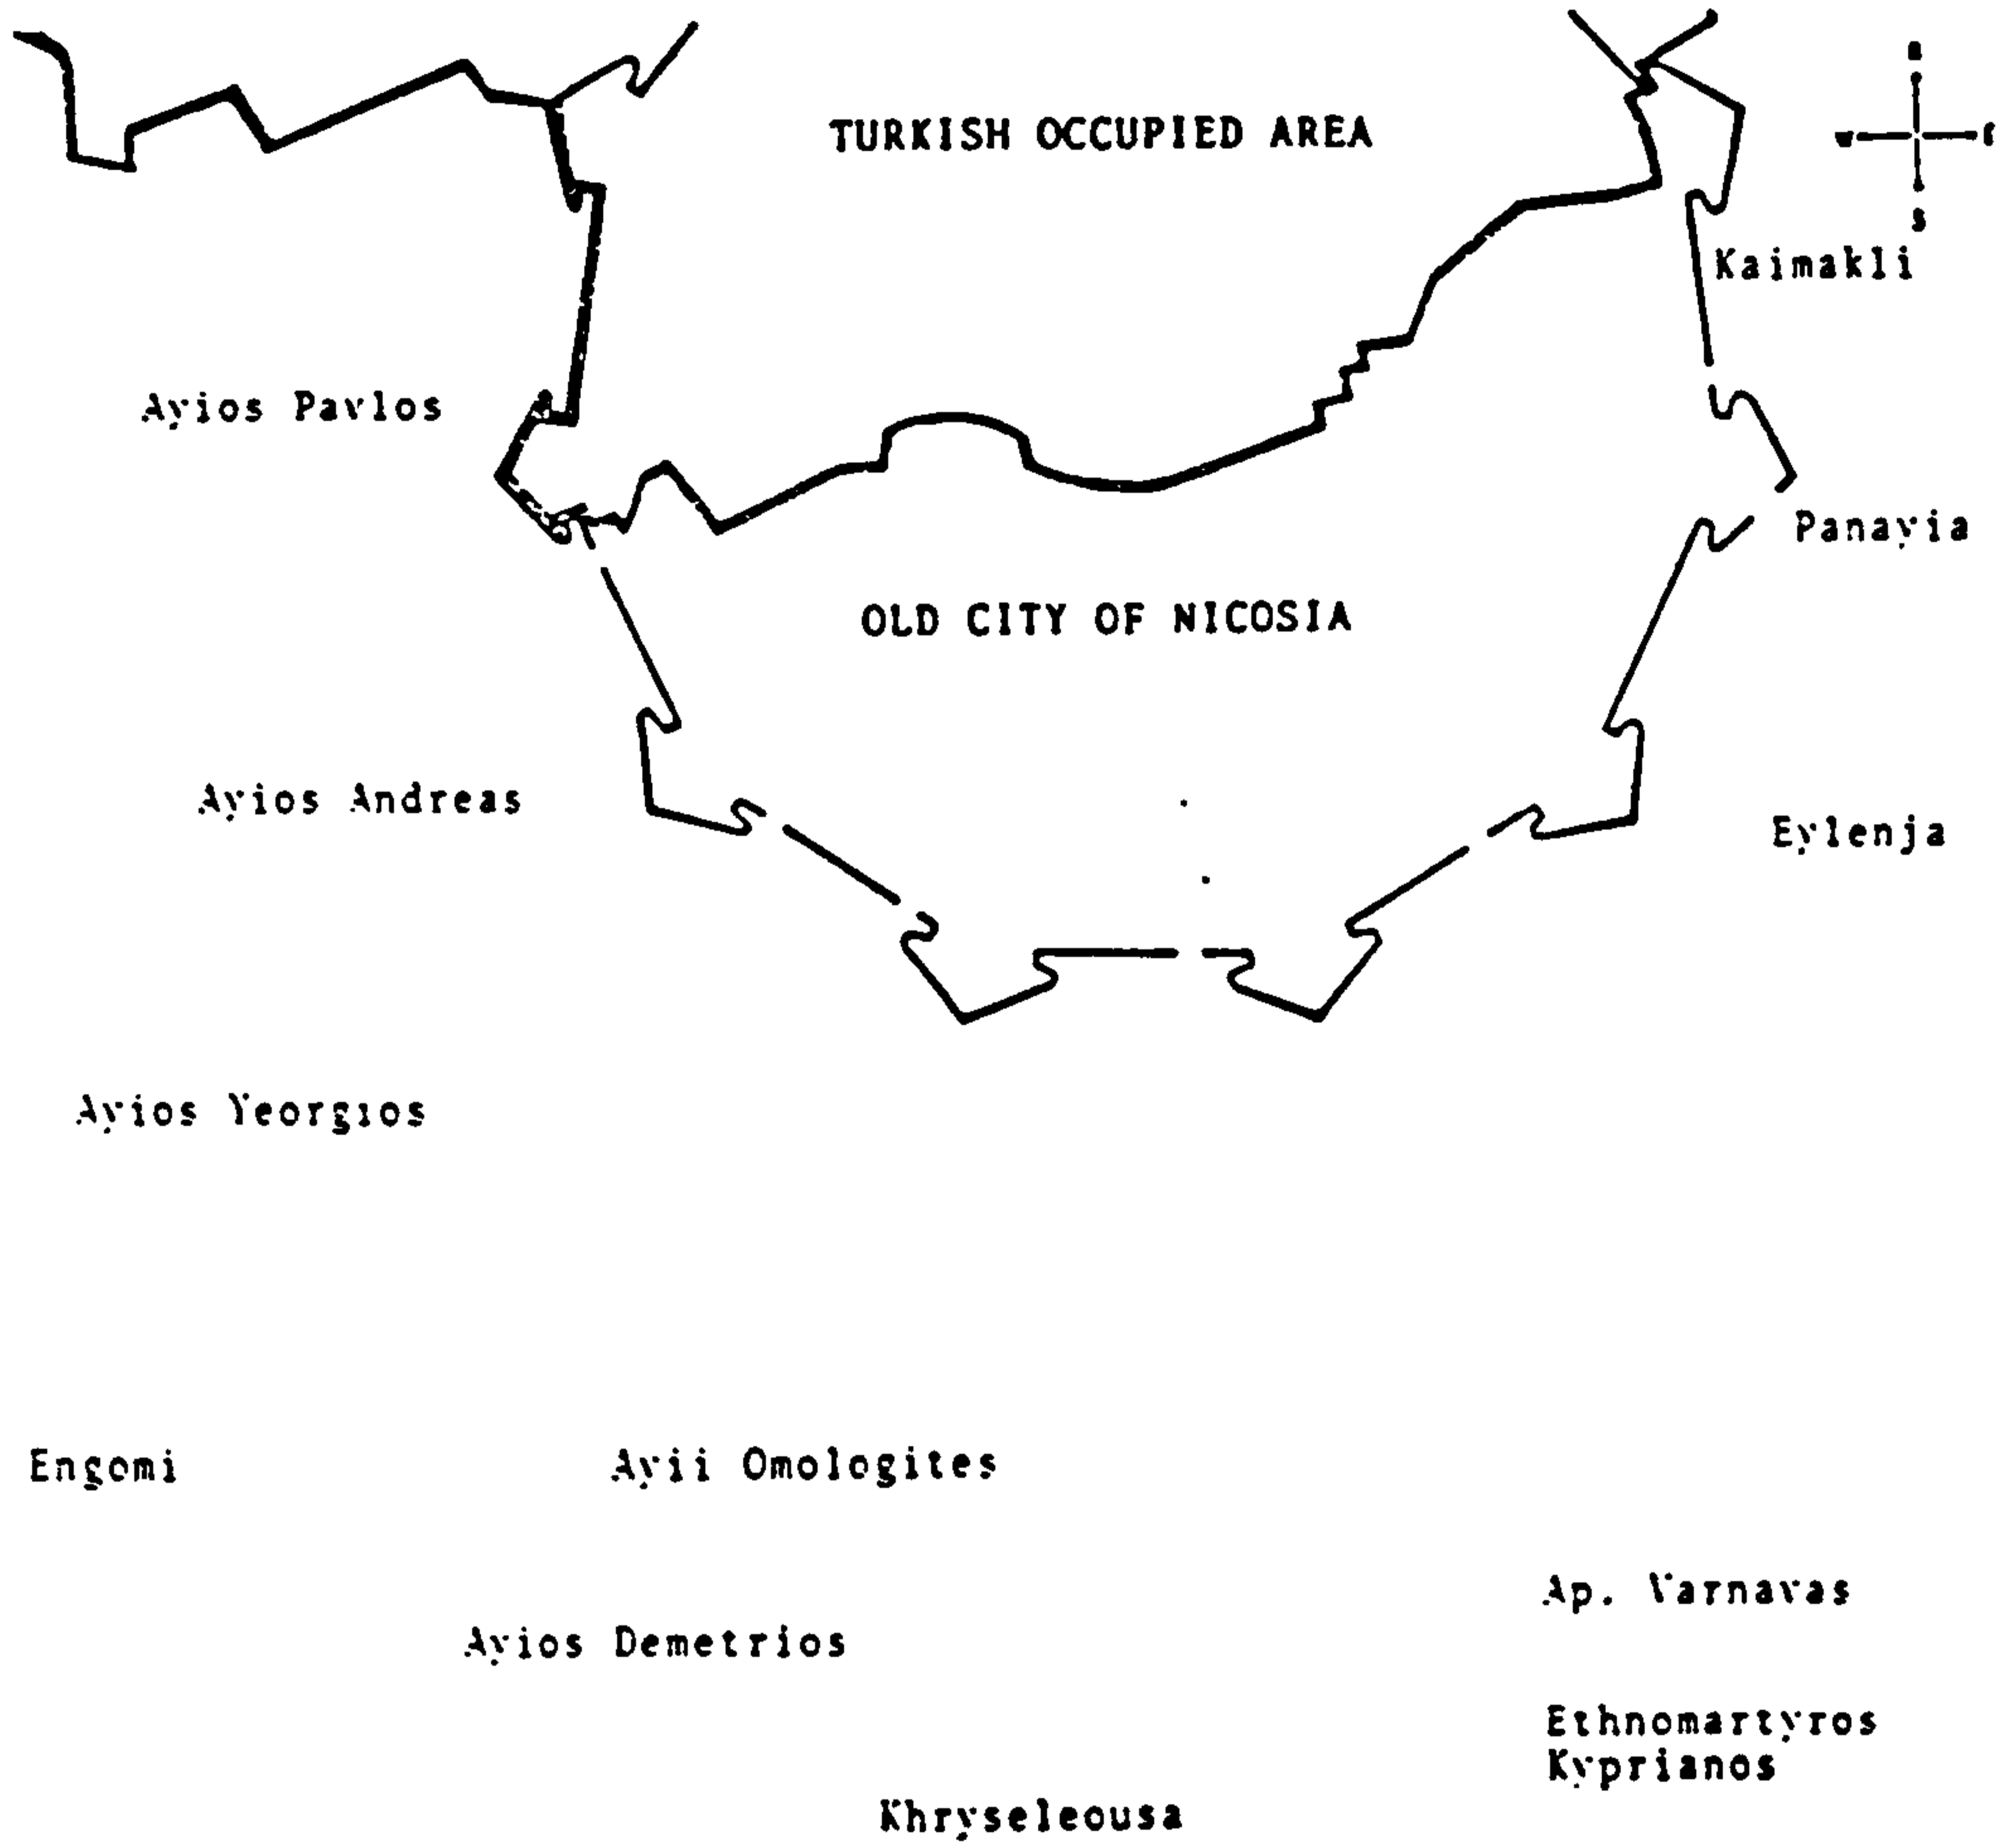 TURKISH OCCUPIED AREA
S
Kaimakli
Ayios Pavlos
Panayia
OLD CITY OF NICOSIA
Ayios Andreas
Eylenja
Ayios Yeorgios
Engomi
Ayii Omologites
Ap. Varnavas
Ayios Demetrios
Ethnomartyros
Kyprianos
Khryseleousa